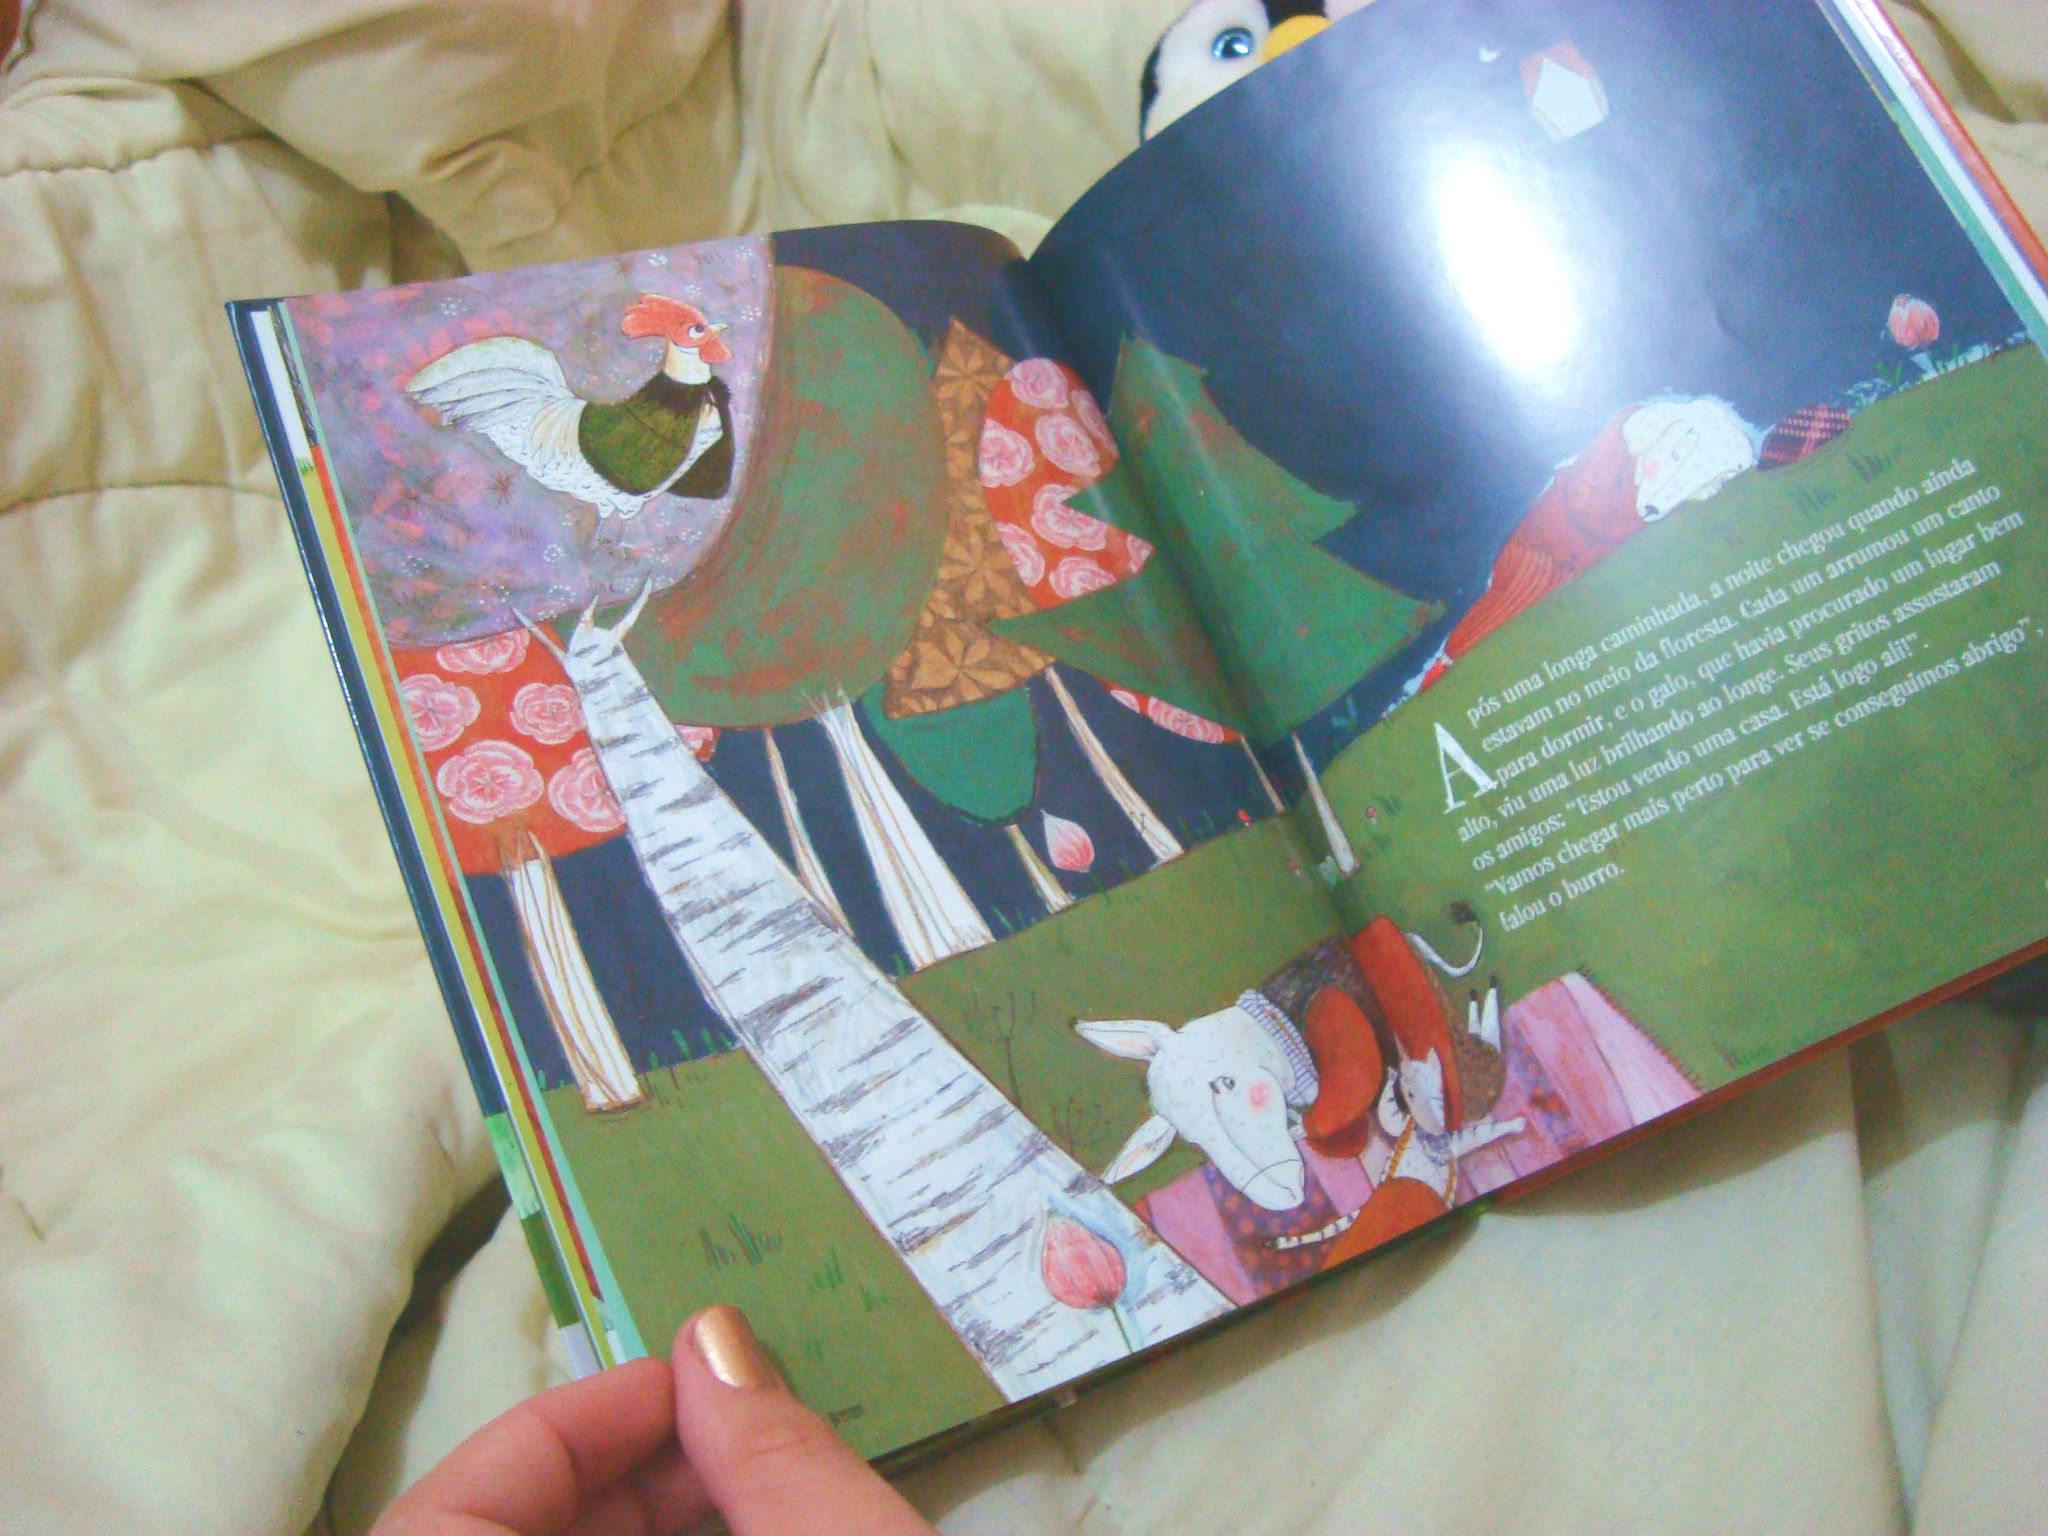 Após uma longa caminhada, a noite chegou quando ainda
estavam no meio da floresta. Cada um arrumou um canto
para dormir, e o galo, que havia procurado um lugar bem
alto, viu uma luz brilhando ao longe. Seus gritos assustaram
os amigos: "Estou vendo uma casa. Está logo ali!".
"Vamos chegar mais perto para ver se conseguimos abrigo",
falou o burro.